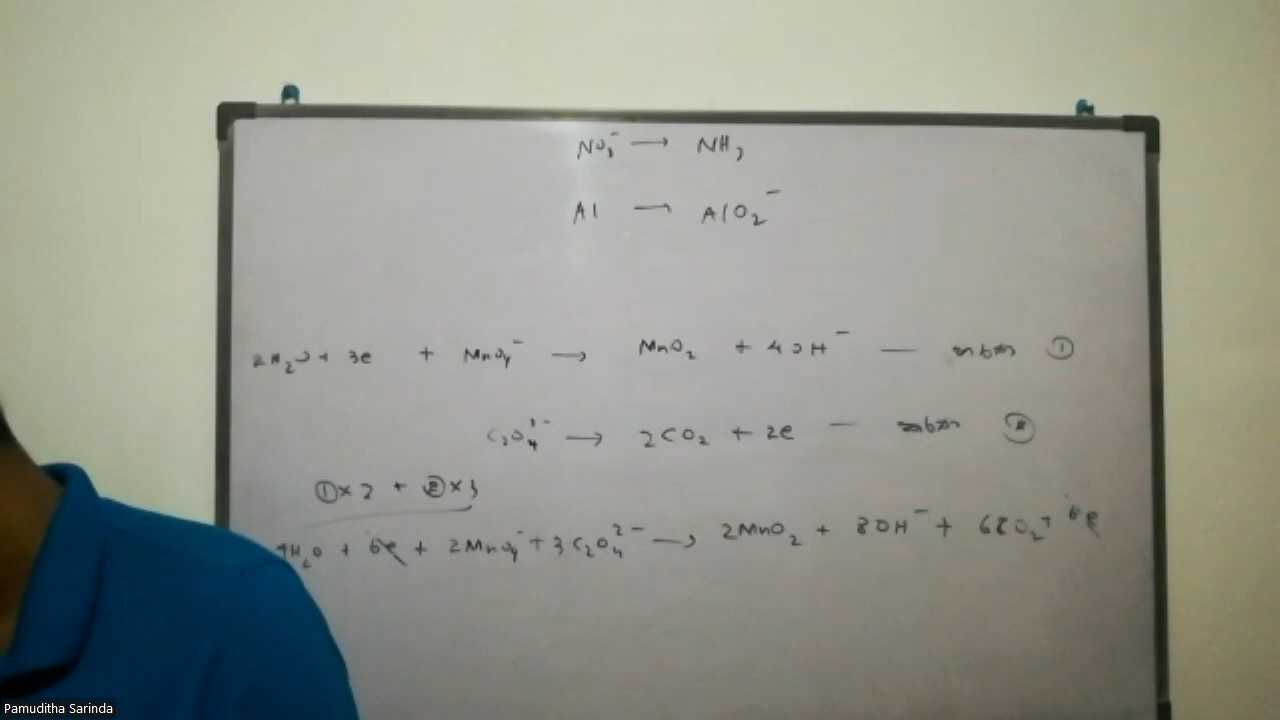 NO₃⁻ → NH₃
Al → AlO₂⁻
2H₂O + 3e + MnO₄⁻ → MnO₂ + 4OH⁻ — ①
C₂O₄²⁻ → 2CO₂ + 2e — ②
①×2 + ②×3
4H₂O + 6e + 2MnO₄⁻ + 3C₂O₄²⁻ → 2MnO₂ + 8OH⁻ + 6CO₂ + 6e
Pamuditha Sarinda